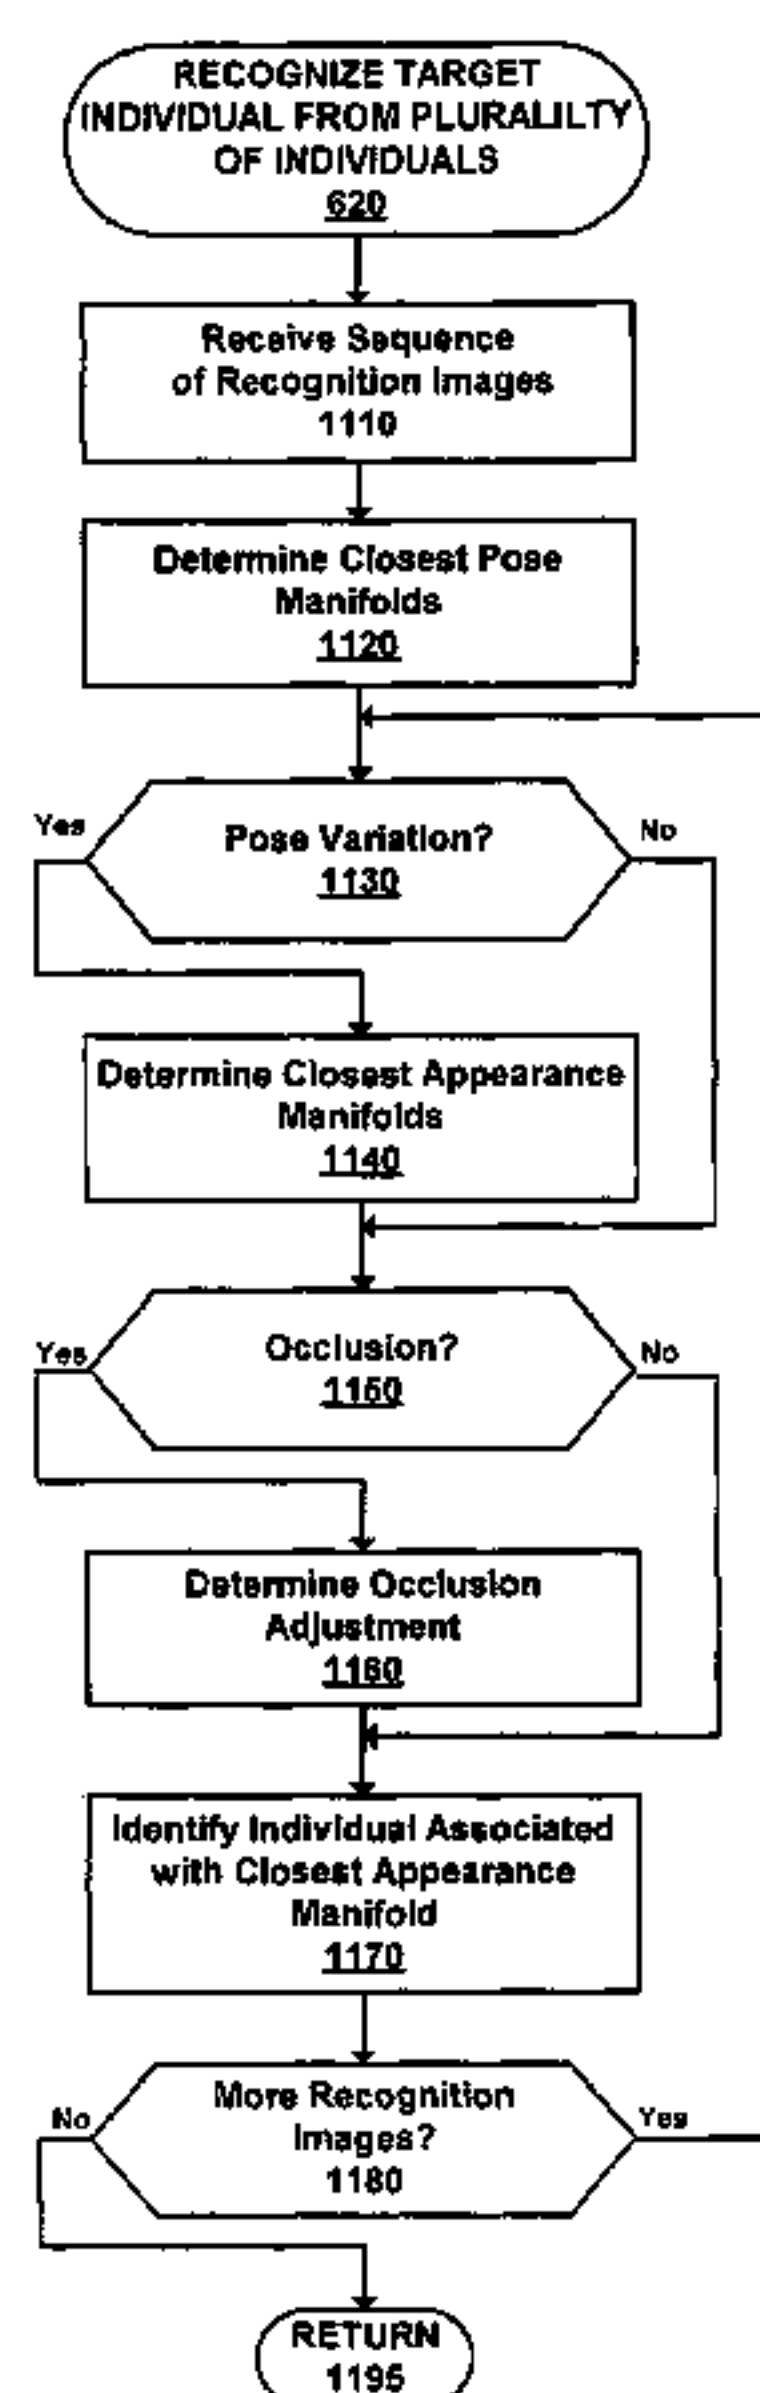 RECOGNIZE TARGET
INDIVIDUAL FROM PLURALILTY
OF INDIVIDUALS
620
Receive Sequence
of Recognition Images
1110
Determine Closest Pose
Manifolds
1120
Yes
No
Pose Variation?
1130
Determine Closest Appearance
Manifolds
1140
Yes
No
Occlusion?
1150
Determine Occlusion
Adjustment
1160
Identify Individual Associated
with Closest Appearance
Manifold
1170
No
Yes
More Recognition
Images?
1180
RETURN
1195